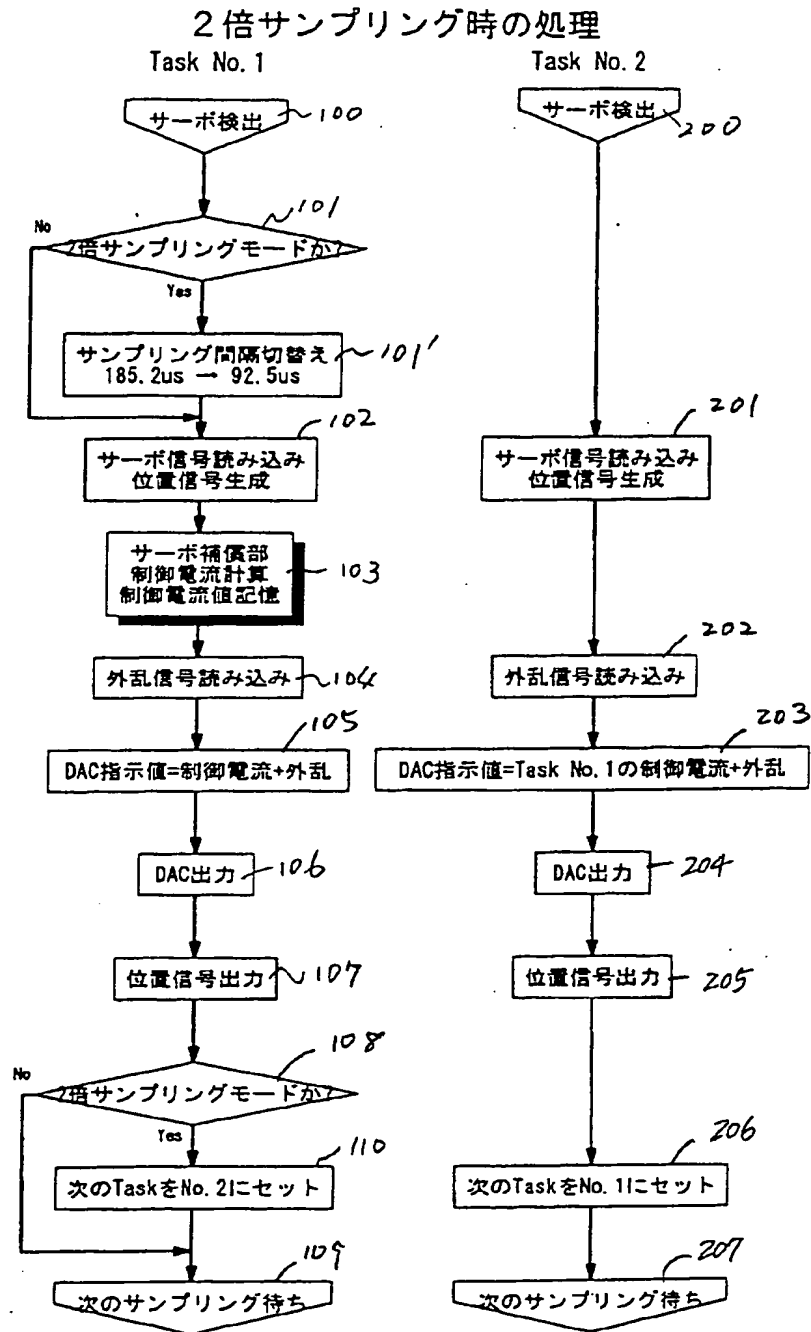 2倍サンプリング時の処理
Task No.1
サーボ検出
100
101
No
2倍サンプリングモードか?
Yes
サンプリング間隔切替え
185.2us → 92.5us
101'
102
サーボ信号読み込み
位置信号生成
サーボ補償部
制御電流計算
制御電流値記憶
103
外乱信号読み込み
104
105
DAC指示値=制御電流+外乱
DAC出力
106
位置信号出力
107
108
No
2倍サンプリングモードか?
Yes
110
次のTaskをNo.2にセット
109
次のサンプリング待ち
Task No.2
サーボ検出
200
201
サーボ信号読み込み
位置信号生成
202
外乱信号読み込み
203
DAC指示値=Task No.1の制御電流+外乱
DAC出力
204
位置信号出力
205
206
次のTaskをNo.1にセット
207
次のサンプリング待ち